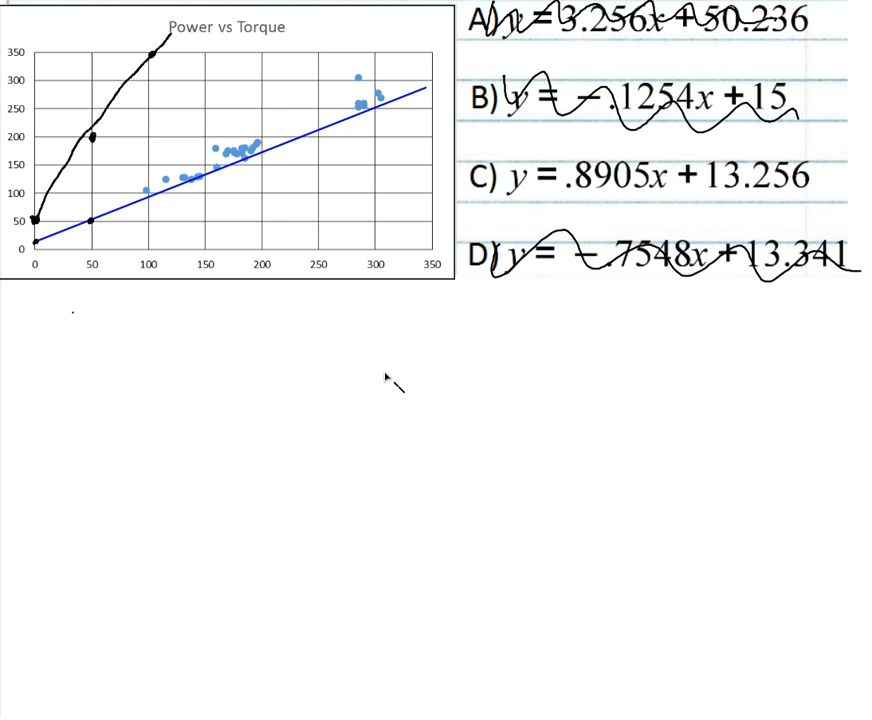 Power vs Torque
350
300
250
200
150
100
50
0
0 50 100 150 200 250 300 350
A) y = 3.256x + 50.236
B) y = −.1254x + 15
C) y = .8905x + 13.256
D) y = −.7548x + 13.341